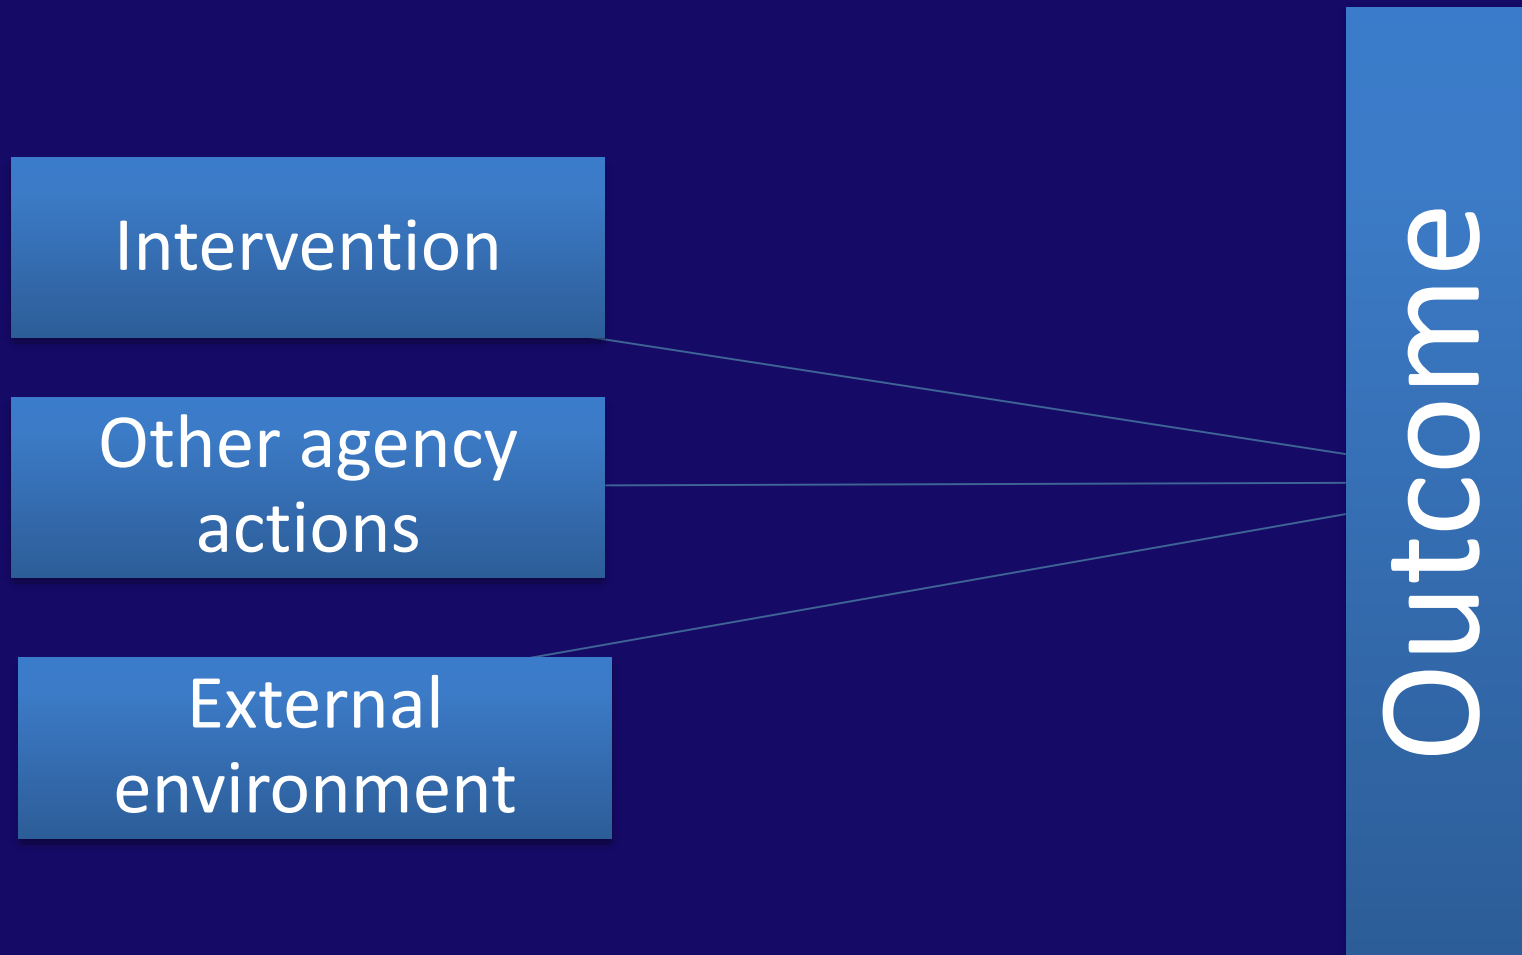 Intervention
Other agency
actions
External
environment
Outcome